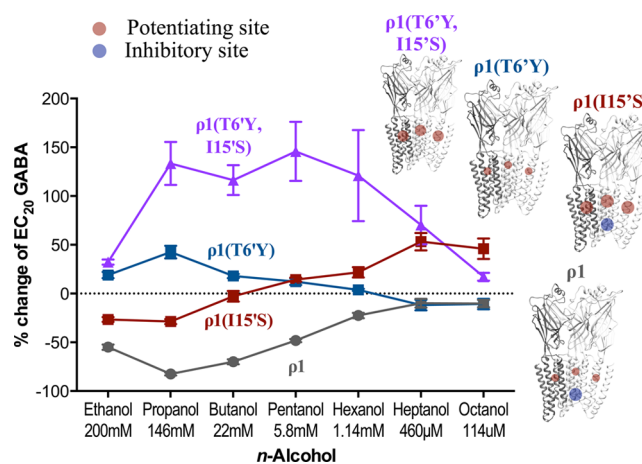 Potentiating site
Inhibitory site
ρ1(T6’Y,
I15’S)
ρ1(T6’Y)
ρ1(I15’S)
ρ1
% change of EC20 GABA
200
150
100
50
0
-50
-100
ρ1(T6'Y,
I15'S)
ρ1(T6'Y)
ρ1(I15'S)
ρ1
Ethanol Propanol Butanol Pentanol Hexanol Heptanol Octanol
200mM 146mM 22mM 5.8mM 1.14mM 460µM 114uM
n-Alcohol